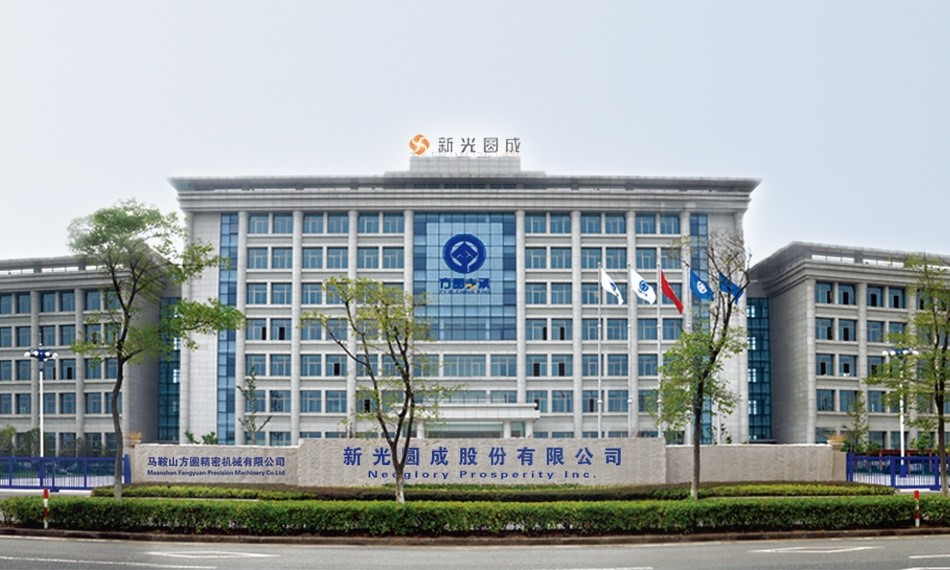 新光圆成
方圆支承
马鞍山方圆精密机械有限公司
Maanshan Fangyuan Precision Machinery Co.Ltd
新光圆成股份有限公司
Neoglory Prosperity Inc.